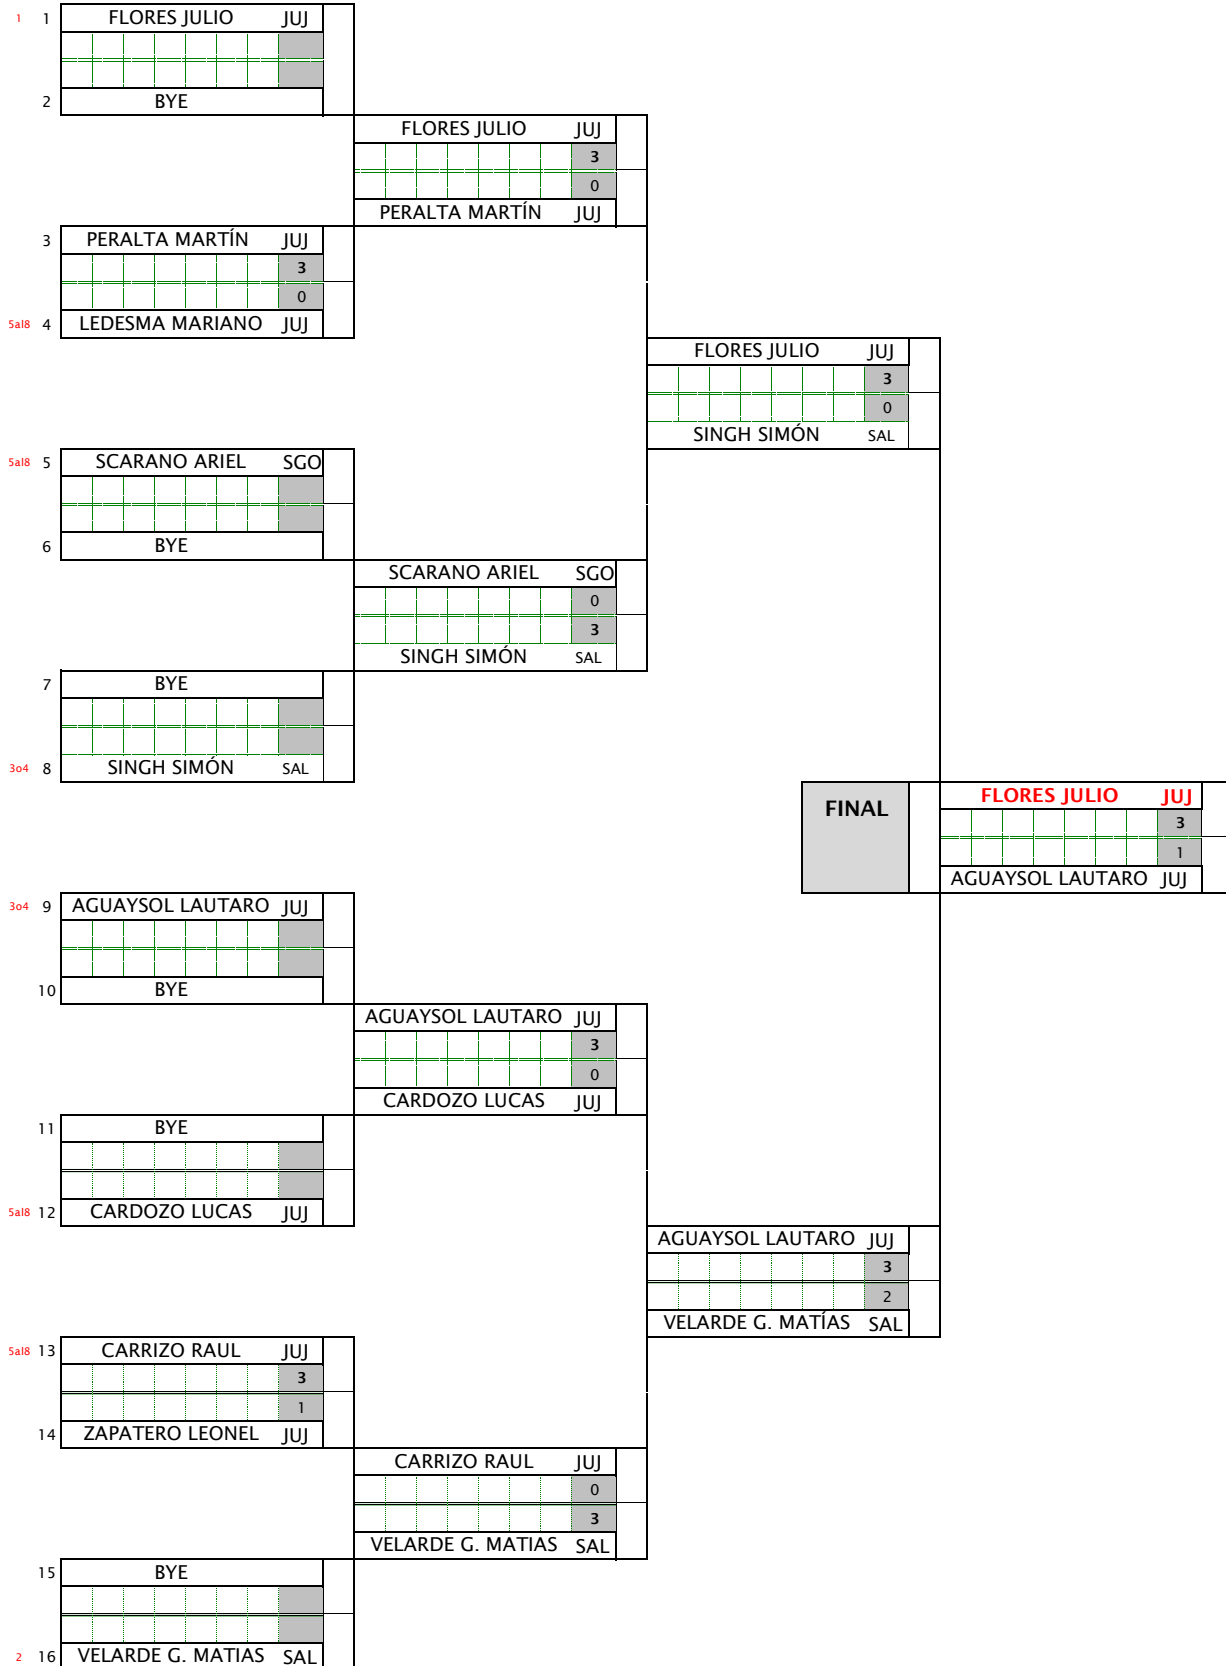 1 1 FLORES JULIO JUJ
2 BYE
FLORES JULIO JUJ
3
0
PERALTA MARTÍN JUJ
3 PERALTA MARTÍN JUJ
3
0
5al8 4 LEDESMA MARIANO JUJ
FLORES JULIO JUJ
3
0
SINGH SIMÓN SAL
5al8 5 SCARANO ARIEL SGO
6 BYE
SCARANO ARIEL SGO
0
3
SINGH SIMÓN SAL
7 BYE
3o4 8 SINGH SIMÓN SAL
FINAL
FLORES JULIO JUJ
3
1
AGUAYSOL LAUTARO JUJ
3o4 9 AGUAYSOL LAUTARO JUJ
10 BYE
AGUAYSOL LAUTARO JUJ
3
0
CARDOZO LUCAS JUJ
11 BYE
5al8 12 CARDOZO LUCAS JUJ
AGUAYSOL LAUTARO JUJ
3
2
VELARDE G. MATÍAS SAL
5al8 13 CARRIZO RAUL JUJ
3
1
14 ZAPATERO LEONEL JUJ
CARRIZO RAUL JUJ
0
3
VELARDE G. MATIAS SAL
15 BYE
2 16 VELARDE G. MATIAS SAL